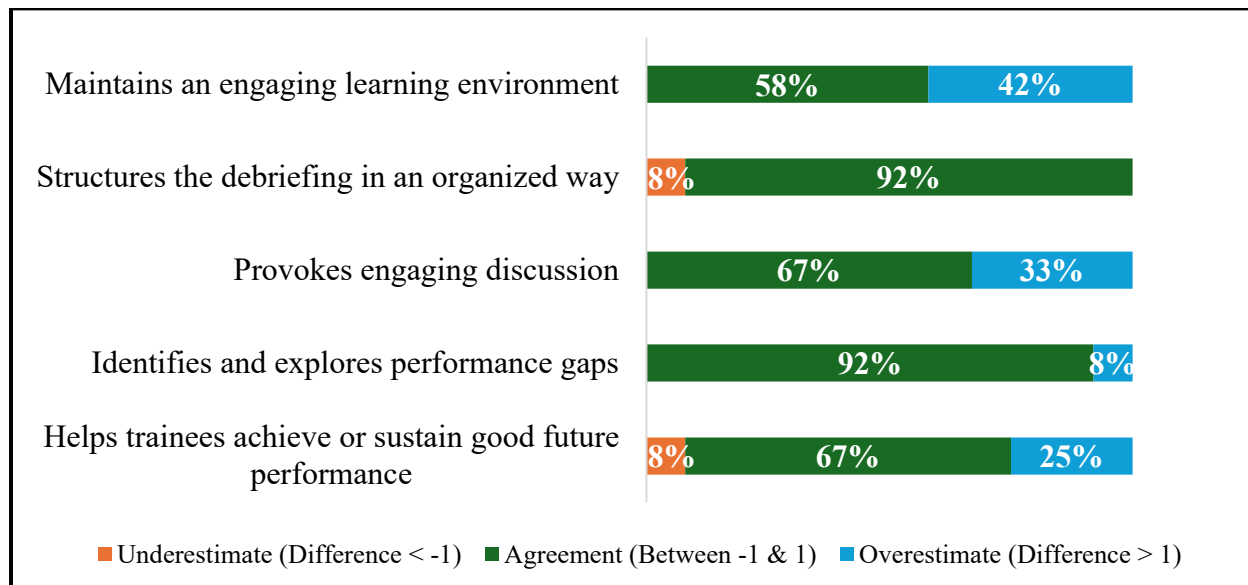 Maintains an engaging learning environment
58% 42%
Structures the debriefing in an organized way
8% 92%
Provokes engaging discussion
67% 33%
Identifies and explores performance gaps
92% 8%
Helps trainees achieve or sustain good future
performance
8% 67% 25%
Underestimate (Difference < -1) Agreement (Between -1 & 1) Overestimate (Difference > 1)